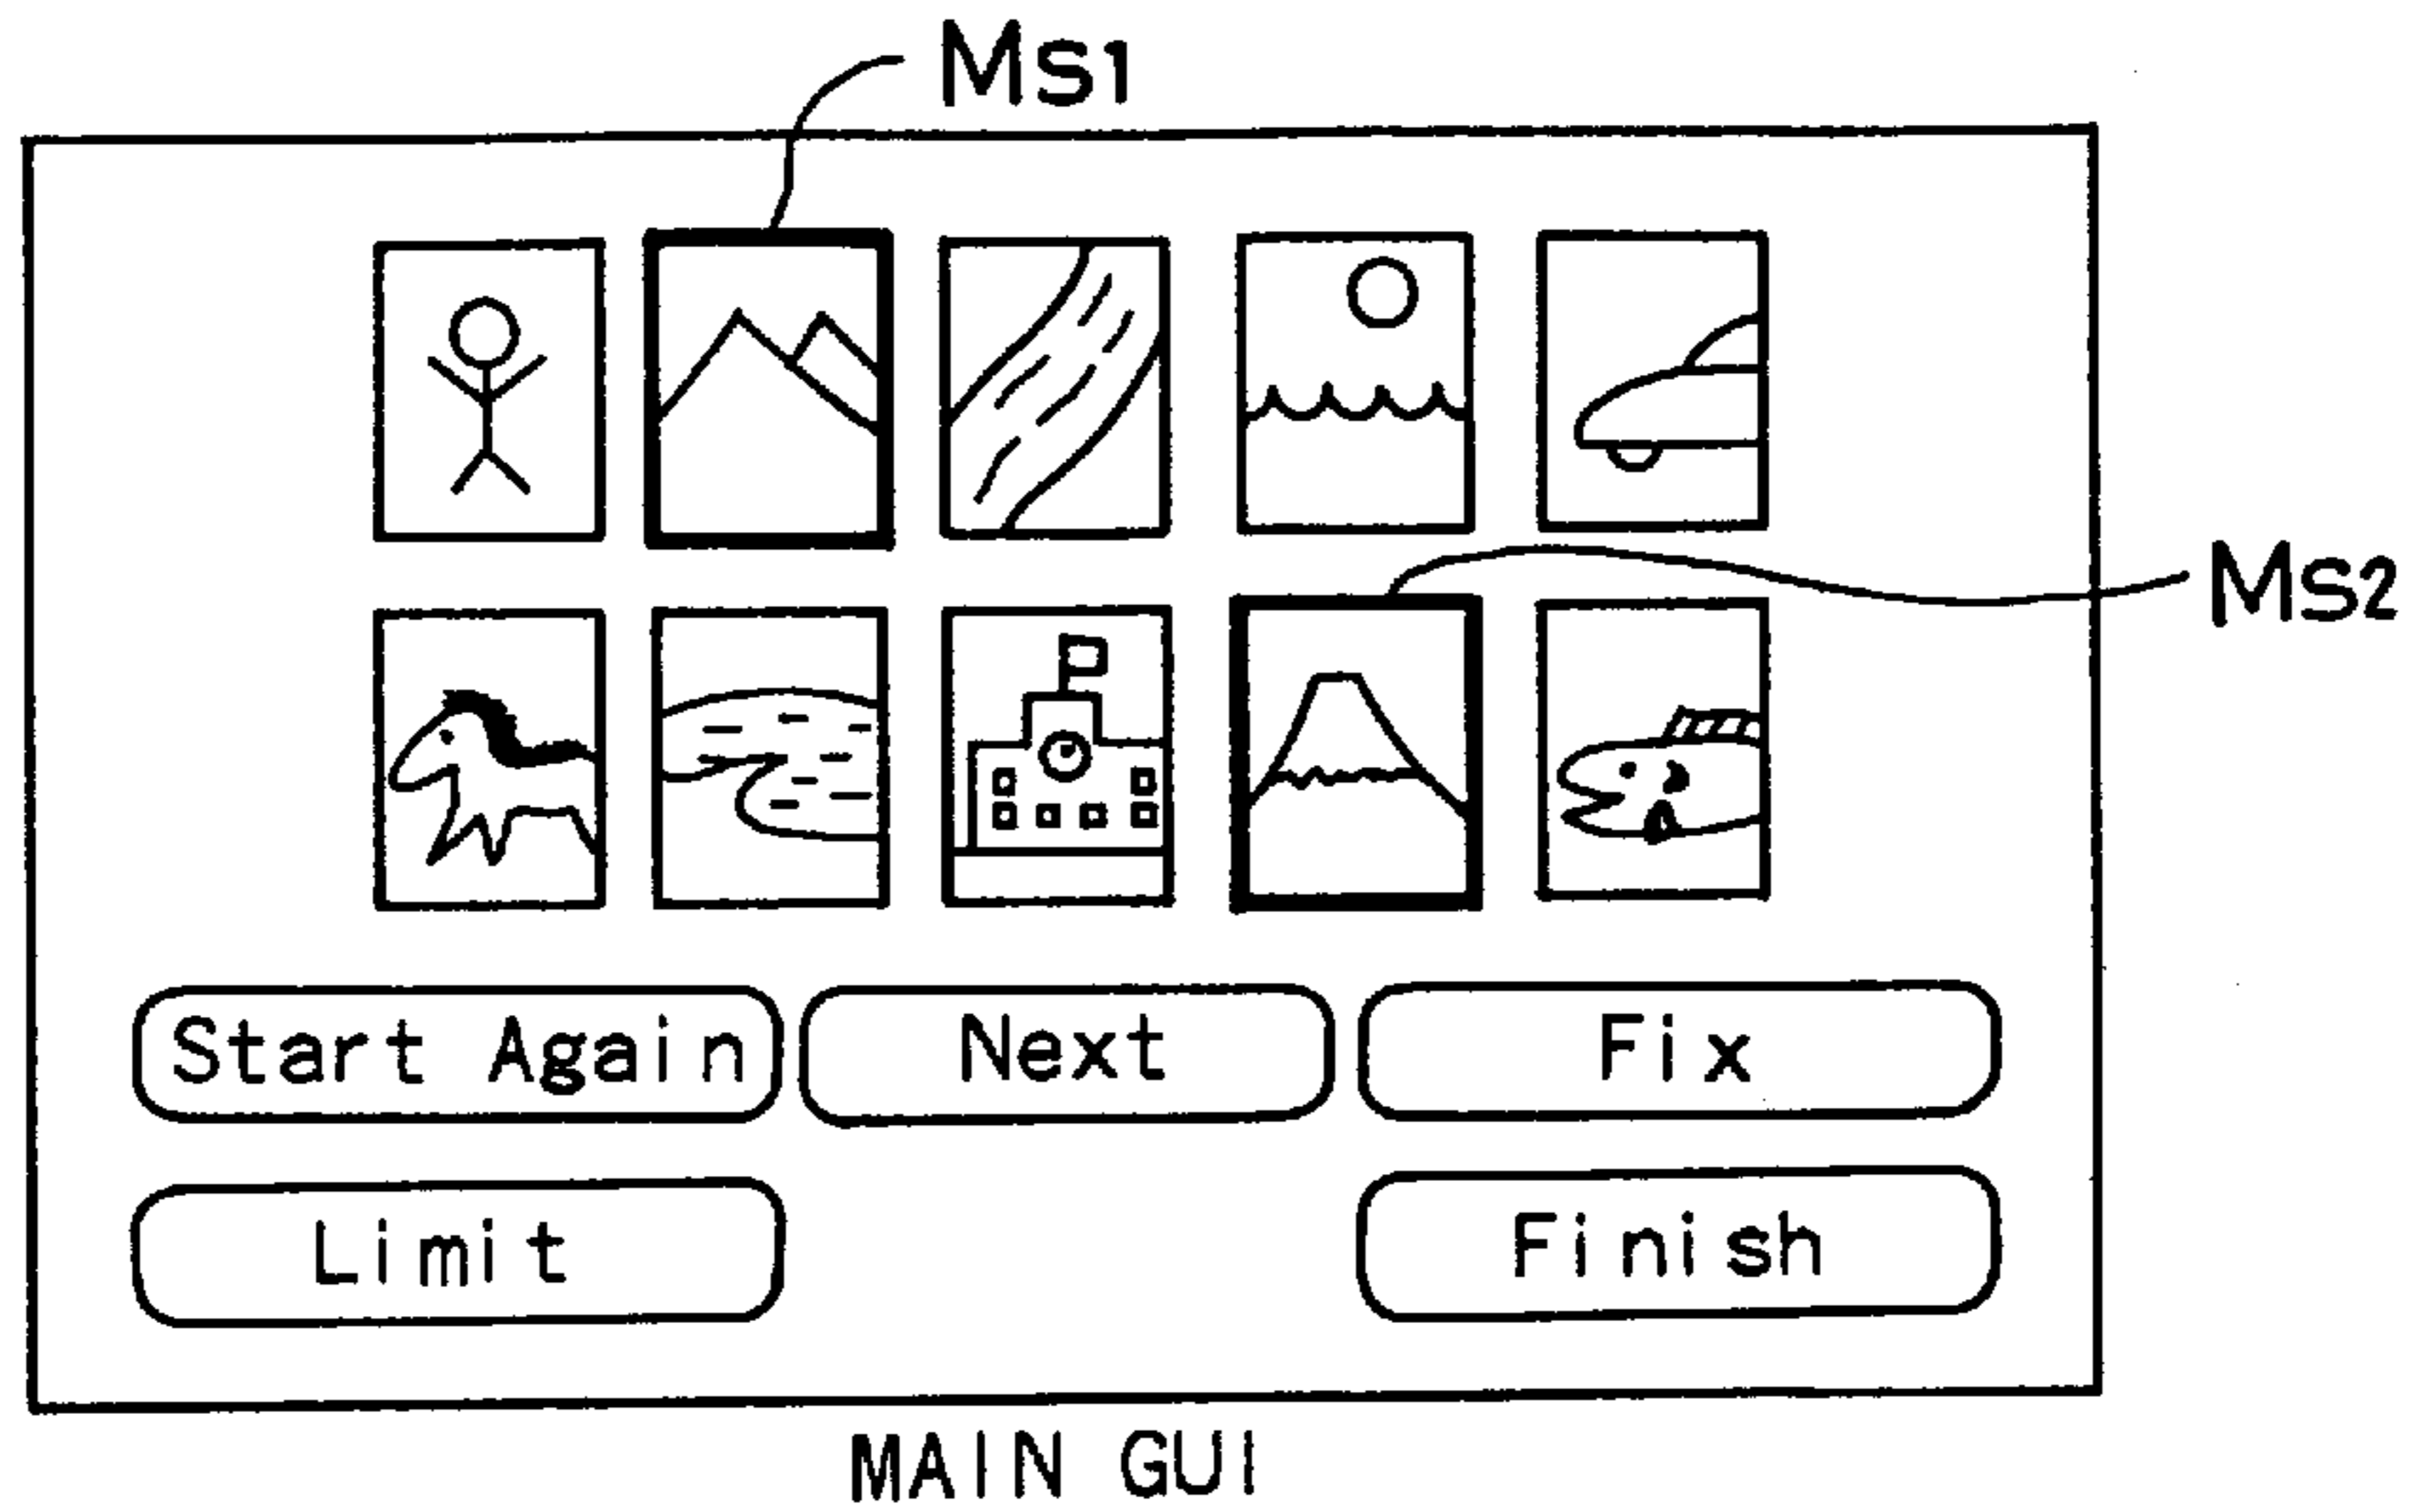 Ms1
Ms2
Start Again
Next
Fix
Limit
Finish
MAIN GUI